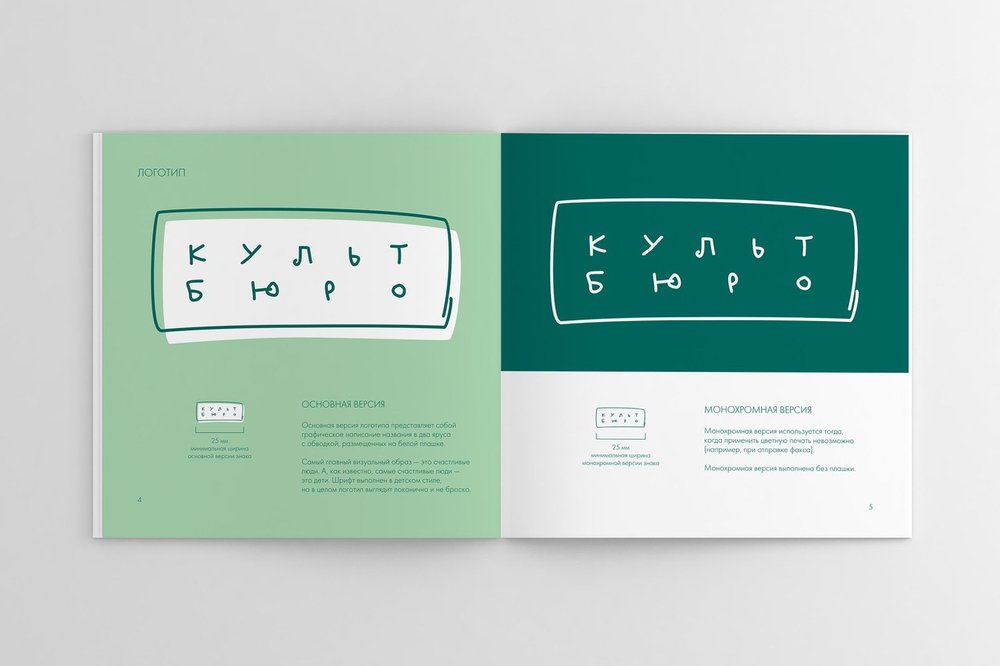 ЛОГОТИП
КУЛЬТ
БЮРО
КУЛЬТ
БЮРО
25 мм
минимальная ширина
основной версии знака
ОСНОВНАЯ ВЕРСИЯ
Основная версия логотипа представляет собой
графическое написание названия в два яруса
с обводкой, размещенных на белой плашке.
Самый главный визуальный образ — это счастливые
люди. А, как известно, самые счастливые люди —
это дети. Шрифт выполнен в детском стиле,
но в целом логотип выглядит локонично и не броско.
4
КУЛЬТ
БЮРО
КУЛЬТ
БЮРО
25 мм
минимальная ширина
монохромной версии знака
МОНОХРОМНАЯ ВЕРСИЯ
Монохромная версия используется тогда,
когда применить цветную печать невозможно
(например, при отправке факса).
Монохромная версия выполнена без плашки.
5